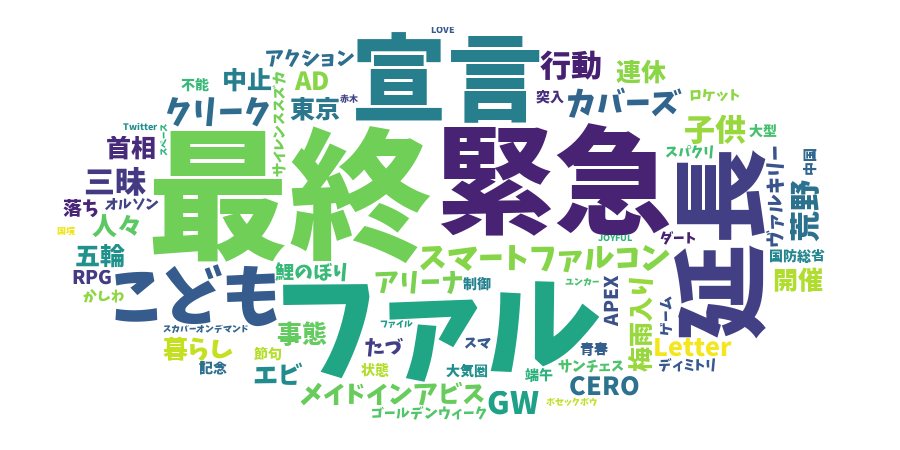 LOVE
アクション
宣言
行動
連休
不能
中止
AD
サイレンススズカ
突入
カバーズ
ロケット
クリーク
東京
赤木
子供
大型
Twitter
スペース
首相
最終
緊急
延長
スパクリ
ヴァルキリー
中国
三昧
オルソン
落ち
人々
荒野
国境
JOYFUL
ダート
五輪
スマートファルコン
国防総省
RPG
こども
鯉のぼり
アリーナ
制御
ユンカー
APEX
梅雨入り
ゲーム
開催
かしわ
ファル
スカバーオンデマンド
事態
ファイル
暮らし
節句
たづ
スマ
青春
Letter
記念
エビ
状態
大気圏
端午
サンチェス
ディミトリ
メイドインアビス
GW
CERO
ゴールデンウィーク
ボセックボウ